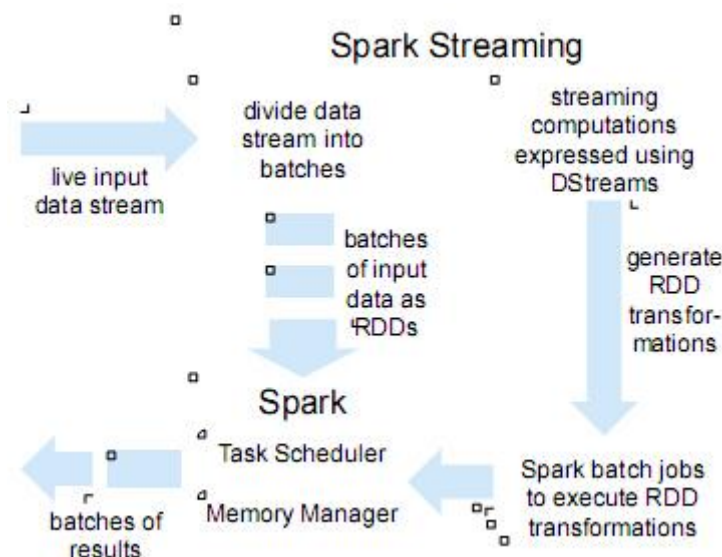 Spark Streaming
divide data
stream into
batches
streaming
computations
expressed using
DStreams
live input
data stream
batches
of input
data as
RDDs
generate
RDD
transfor-
mations
Spark
Task Scheduler
Memory Manager
Spark batch jobs
to execute RDD
transformations
batches of
results